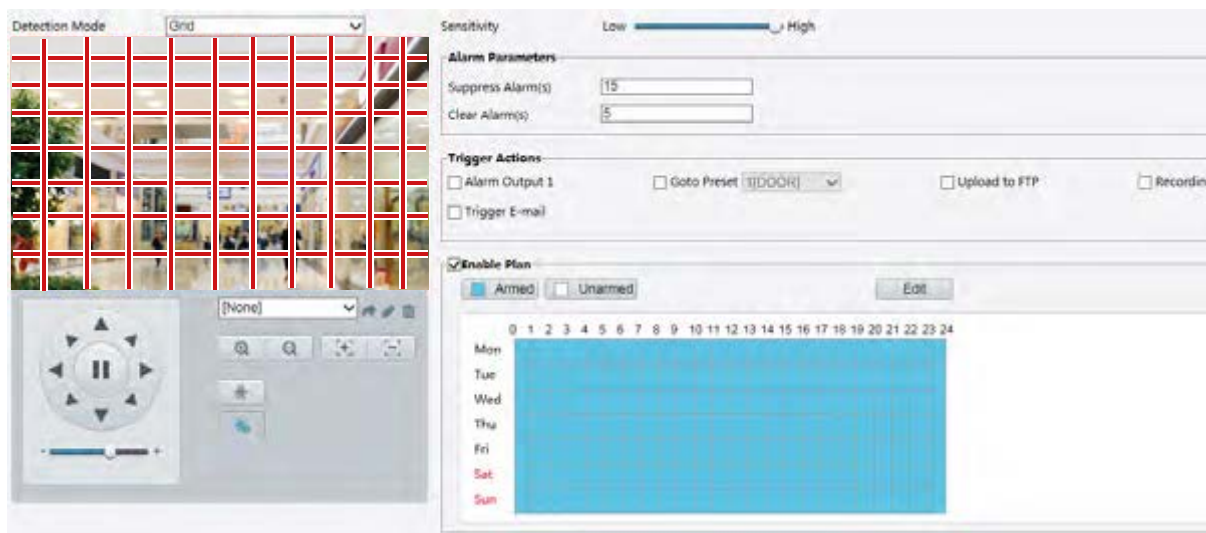 Detection Mode Grid
Sensitivity Low High
Alarm Parameters
Suppress Alarm(s) 15
Clear Alarm(s) 5
Trigger Actions
Alarm Output 1 Goto Preset 1[DOOR] Upload to FTP Recordin
Trigger E-mail
Enable Plan
Armed Unarmed Edit
[None]
0 1 2 3 4 5 6 7 8 9 10 11 12 13 14 15 16 17 18 19 20 21 22 23 24
Mon
Tue
Wed
Thu
Fri
Sat
Sun
- +